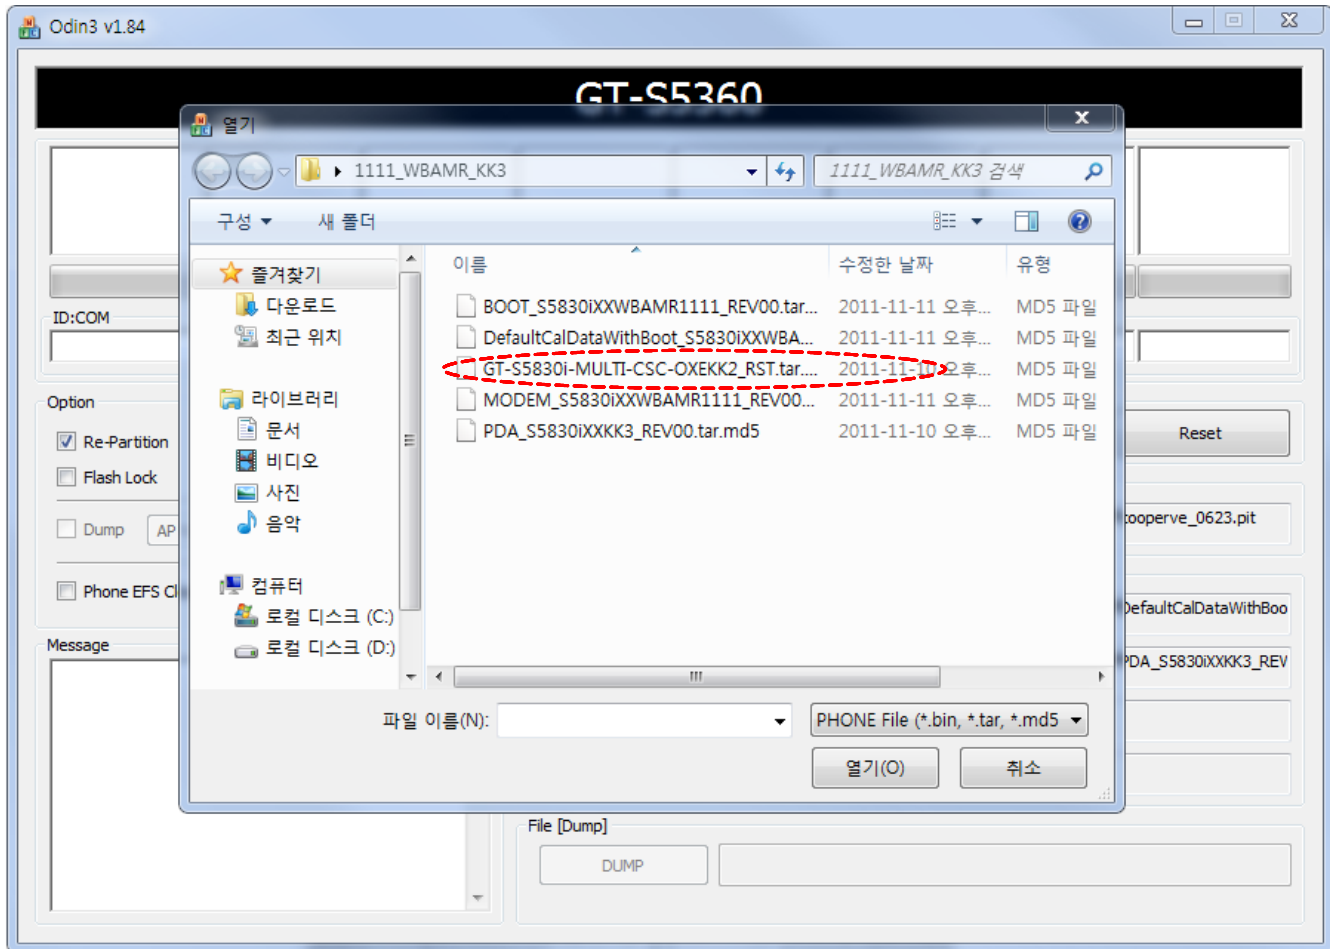 Odin3 v1.84
GT-S5360
열기
1111_WBAMR_KK3
1111_WBAMR_KK3 검색
구성
새 폴더
즐겨찾기
다운로드
최근 위치
라이브러리
문서
비디오
사진
음악
컴퓨터
로컬 디스크 (C:)
로컬 디스크 (D:)
이름 수정한 날짜 유형
BOOT_S5830iXXWBAMR1111_REV00.tar... 2011-11-11 오후... MD5 파일
DefaultCalDataWithBoot_S5830iXXWBA... 2011-11-11 오후... MD5 파일
GT-S5830i-MULTI-CSC-OXEKK2_RST.tar.... 2011-11-10 오후... MD5 파일
MODEM_S5830iXXWBAMR1111_REV00... 2011-11-11 오후... MD5 파일
PDA_S5830iXXKK3_REV00.tar.md5 2011-11-10 오후... MD5 파일
파일 이름(N):
PHONE File (*.bin, *.tar, *.md5
열기(O)
취소
ID:COM
Option
Re-Partition
Flash Lock
Dump
AP
Phone EFS Cl
Reset
cooperve_0623.pit
DefaultCalDataWithBoo
PDA_S5830iXXKK3_REV
Message
File [Dump]
DUMP